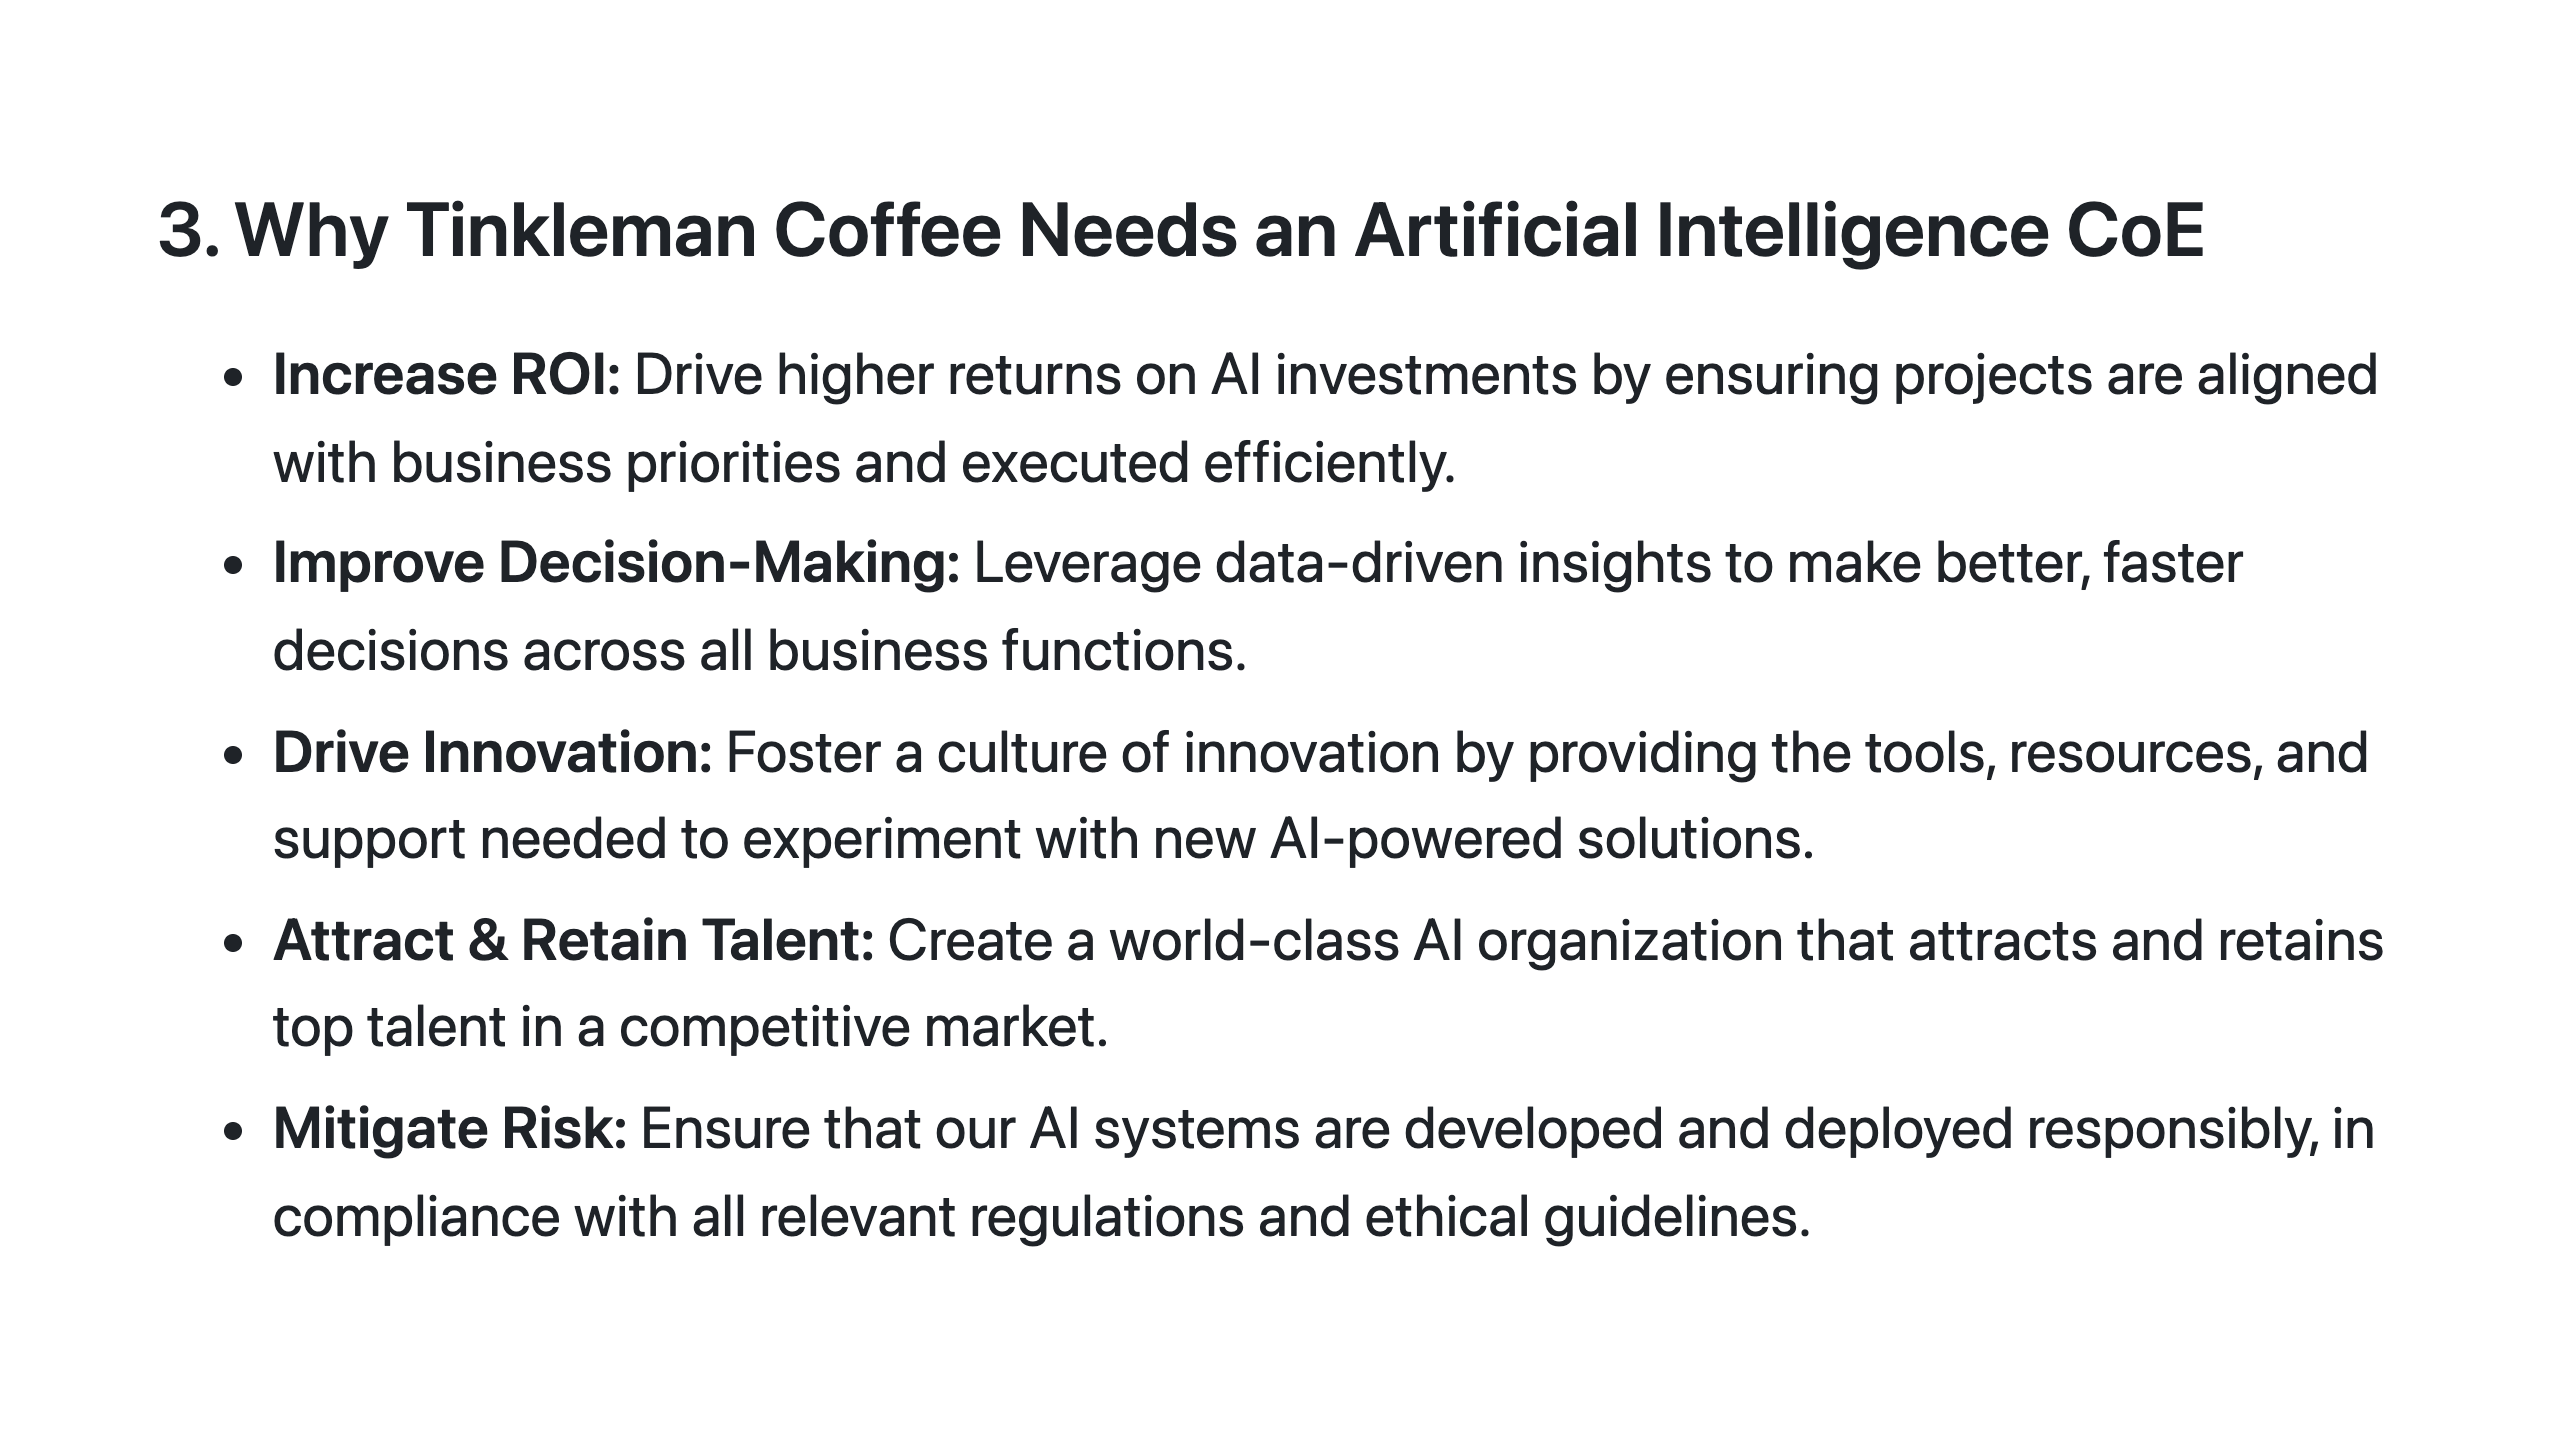 3. Why Tinkleman Coffee Needs an Artificial Intelligence CoE
• Increase ROI: Drive higher returns on AI investments by ensuring projects are aligned
with business priorities and executed efficiently.
• Improve Decision-Making: Leverage data-driven insights to make better, faster
decisions across all business functions.
• Drive Innovation: Foster a culture of innovation by providing the tools, resources, and
support needed to experiment with new AI-powered solutions.
• Attract & Retain Talent: Create a world-class AI organization that attracts and retains
top talent in a competitive market.
• Mitigate Risk: Ensure that our AI systems are developed and deployed responsibly, in
compliance with all relevant regulations and ethical guidelines.